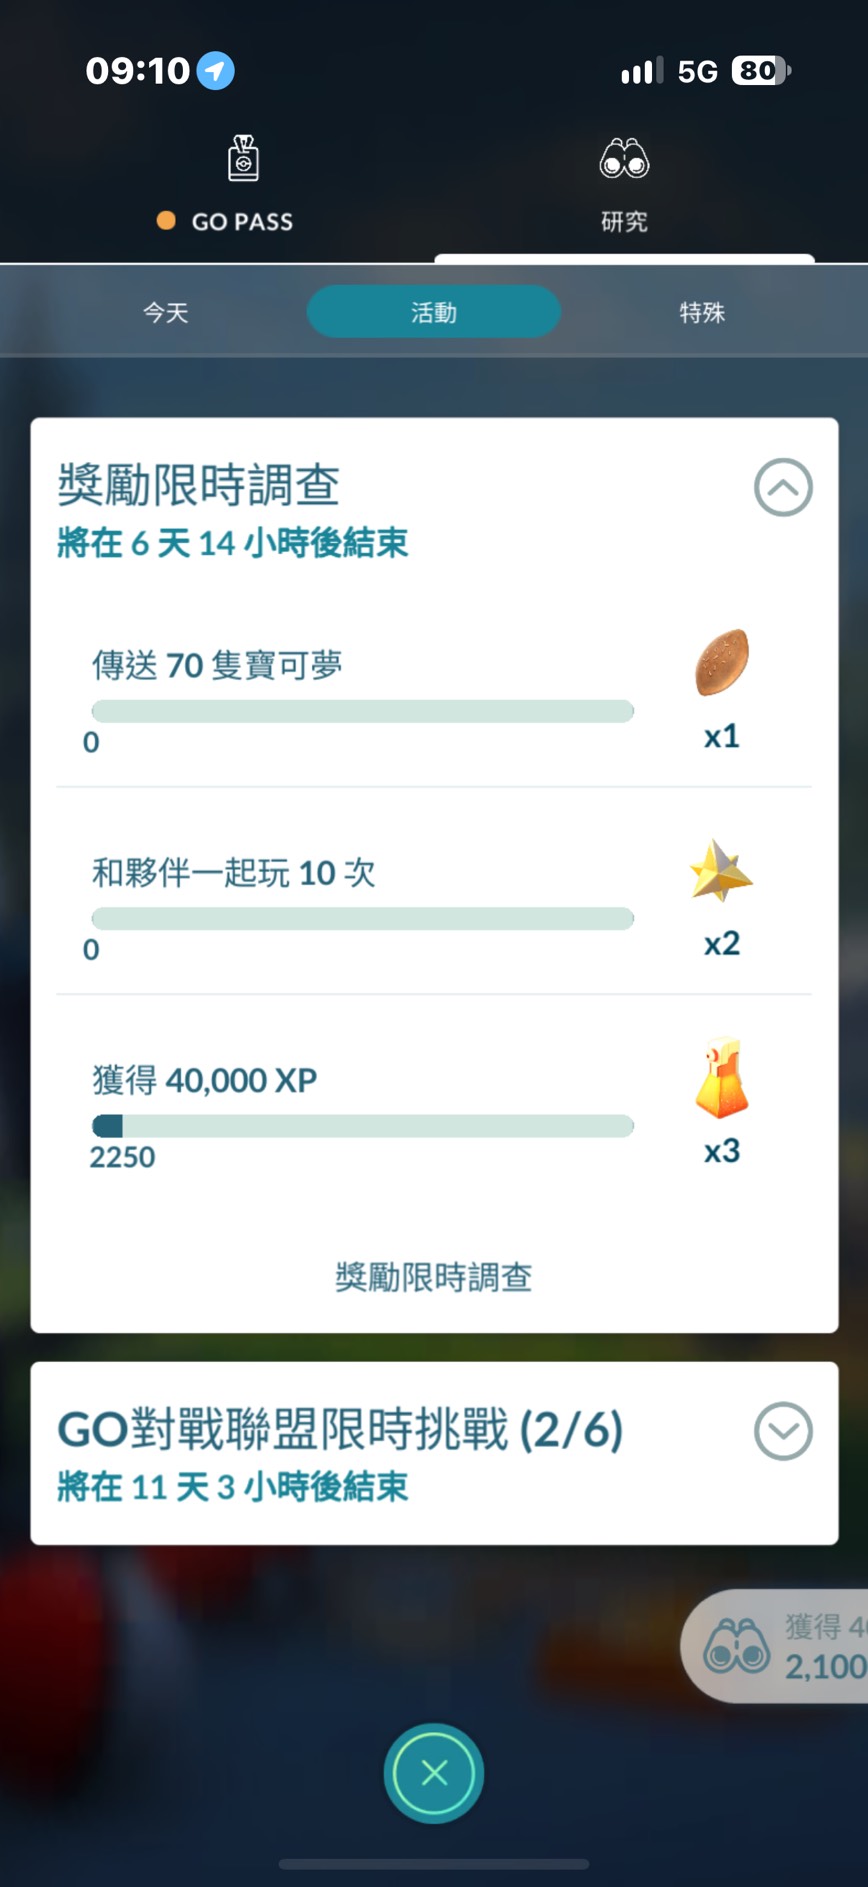 09:10
5G 80
GO PASS
研究
今天
活動
特殊
獎勵限時調查
將在 6 天 14 小時後結束
傳送 70 隻寶可夢
0
x1
和夥伴一起玩 10 次
0
x2
獲得 40,000 XP
2250
x3
獎勵限時調查
GO對戰聯盟限時挑戰 (2/6)
將在 11 天 3 小時後結束
獲得 40
2,100